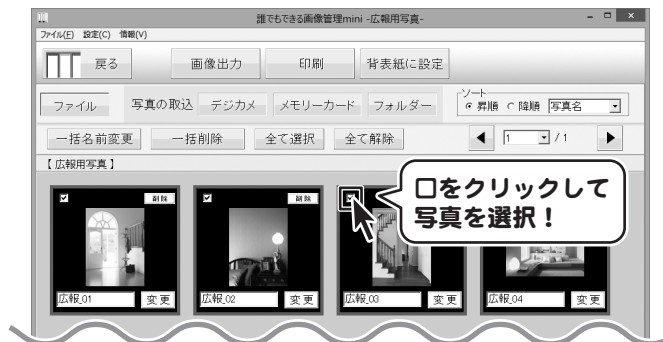 誰でもできる画像管理mini -広報用写真-
ファイル(F) 設定(C) 情報(V)
戻る 画像出力 印刷 背表紙に設定
ファイル 写真の取込 デジカメ メモリーカード フォルダー
ソート
昇順 降順 写真名
一括名前変更 一括削除 全て選択 全て解除 1 / 1
【広報用写真】
□をクリックして
写真を選択！
削除 削除
広報_01 変更 広報_02 変更 広報_03 変更 広報_04 変更